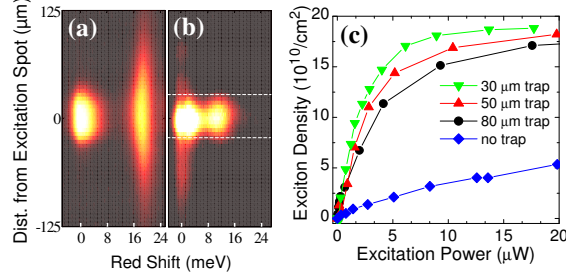 Dist. from Excitation Spot (µm)
125
0
-125
(a)
(b)
0 8 16 24
0 8 16 24
Red Shift (meV)
(c)
Exciton Density (10¹⁰/cm²)
20
15
10
5
0
30 µm trap
50 µm trap
80 µm trap
no trap
0 5 10 15 20
Excitation Power (µW)